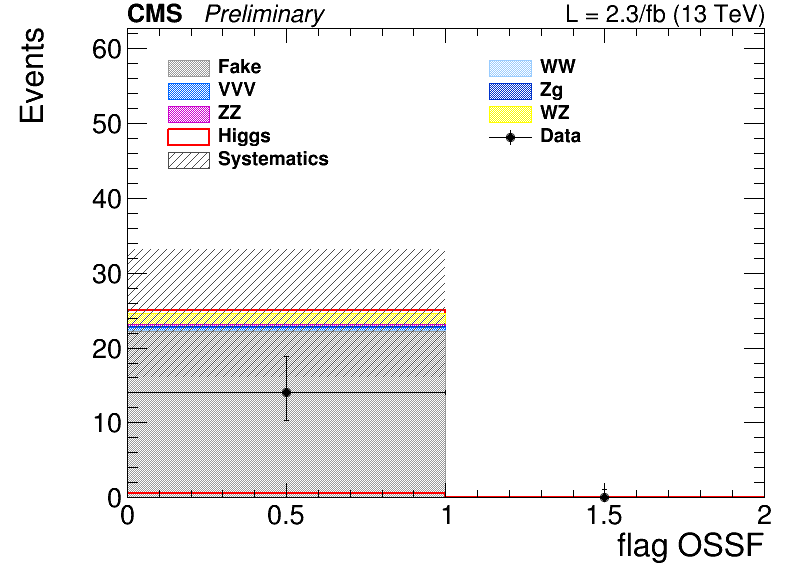 CMS Preliminary L = 2.3/fb (13 TeV)
Events
60
50
40
30
20
10
0
Fake WW
VVV Zg
ZZ WZ
Higgs Data
Systematics
0 0.5 1 1.5 2
flag OSSF